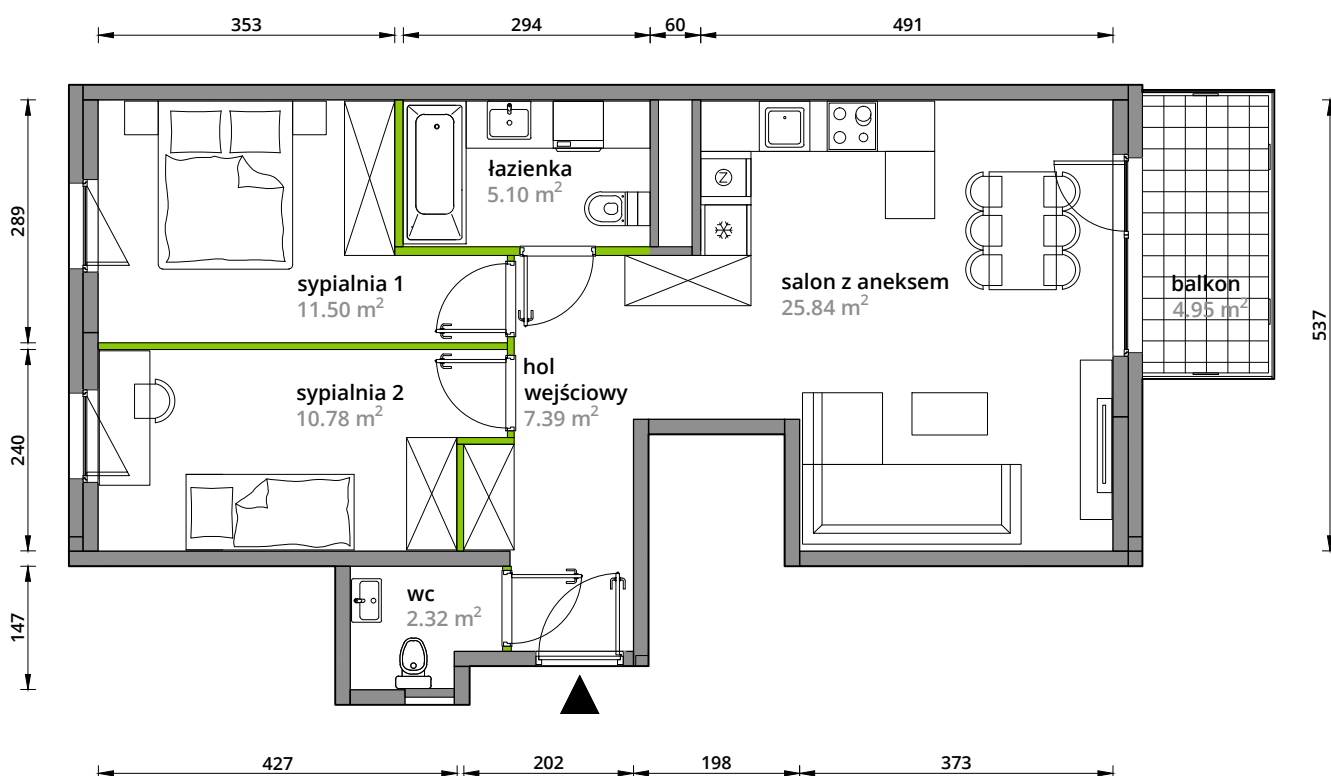 353
294
60
491
289
240
147
537
łazienka
5.10 m²
sypialnia 1
11.50 m²
salon z aneksem
25.84 m²
balkon
4.95 m²
sypialnia 2
10.78 m²
hol
wejściowy
7.39 m²
Z
wc
2.32 m²
427
202
198
373